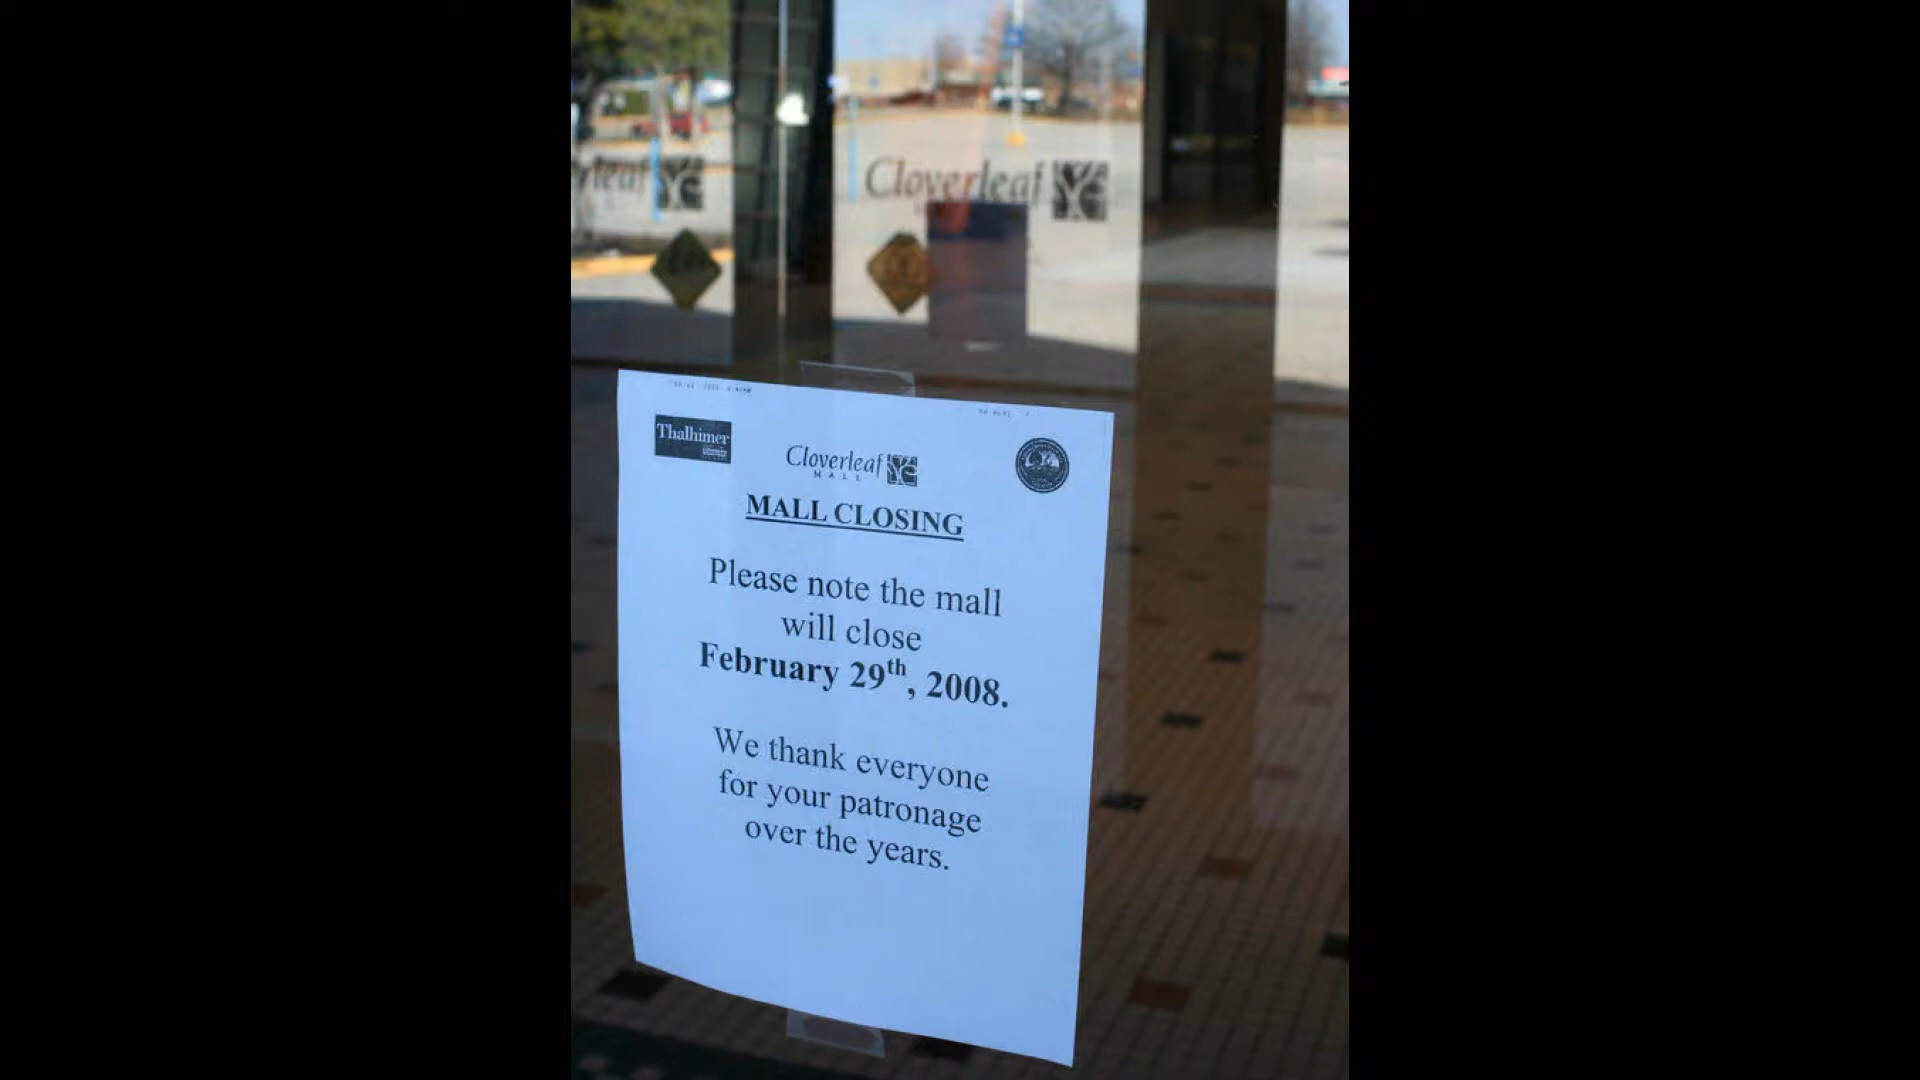 Cloverleaf
Thalhimer
Cloverleaf
MALL
MALL CLOSING
Please note the mall
will close
February 29th, 2008.
We thank everyone
for your patronage
over the years.